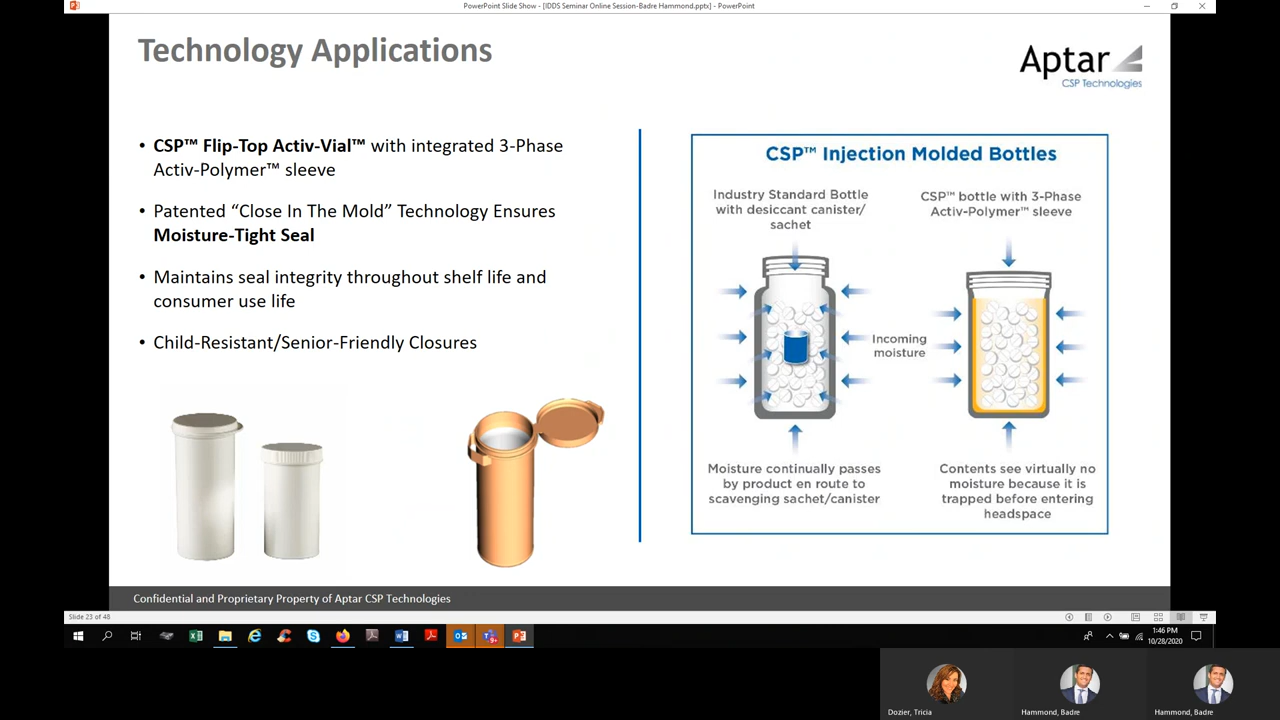 PowerPoint Slide Show - [IDDS Seminar Online Session-Badre Hammond.pptx] - PowerPoint
Technology Applications
Aptar
CSP Technologies
• CSP™ Flip-Top Activ-Vial™ with integrated 3-Phase
Activ-Polymer™ sleeve
• Patented “Close In The Mold” Technology Ensures
Moisture-Tight Seal
• Maintains seal integrity throughout shelf life and
consumer use life
• Child-Resistant/Senior-Friendly Closures
CSP™ Injection Molded Bottles
Industry Standard Bottle
with desiccant canister/
sachet
CSP™ bottle with 3-Phase
Activ-Polymer™ sleeve
Incoming
moisture
Moisture continually passes
by product en route to
scavenging sachet/canister
Contents see virtually no
moisture because it is
trapped before entering
headspace
Confidential and Proprietary Property of Aptar CSP Technologies
Slide 23 of 48
1:46 PM
10/28/2020
Dozier, Tricia
Hammond, Badre
Hammond, Badre